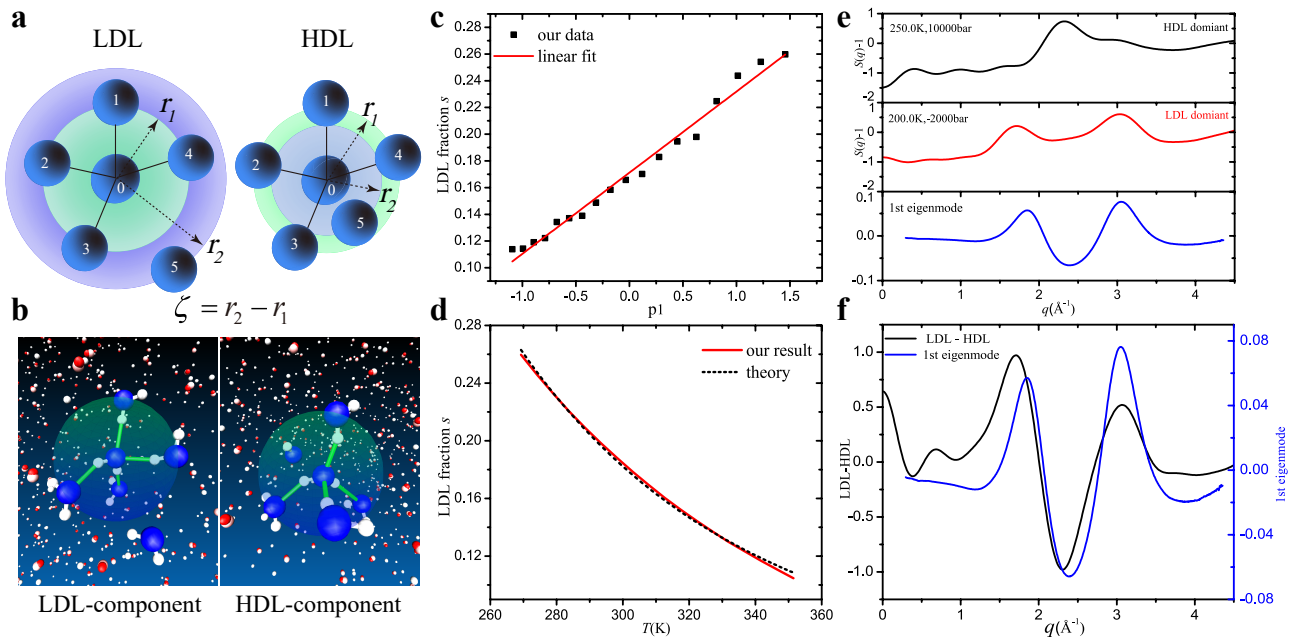 a
LDL
HDL
1
2
3
4
5
0
r1
r2
1
2
3
4
5
0
r1
r2
ζ = r2 − r1
b
LDL-component
HDL-component
c
our data
linear fit
LDL fraction s
0.28
0.26
0.24
0.22
0.20
0.18
0.16
0.14
0.12
0.10
-1.0
-0.5
0.0
0.5
1.0
1.5
p1
d
our result
theory
LDL fraction s
0.28
0.24
0.20
0.16
0.12
260
280
300
320
340
360
T(K)
e
250.0K,10000bar
HDL domiant
S(q)-1
1
0
-1
200.0K,-2000bar
LDL domiant
S(q)-1
2
1
0
-1
-2
1st eigenmode
0.1
0.0
-0.1
0
1
2
3
4
q(Å⁻¹)
f
LDL - HDL
1st eigenmode
LDL-HDL
1.0
0.5
0.0
-0.5
-1.0
0.08
0.04
0.00
-0.04
-0.08
1st eigenmode
0
1
2
3
4
q(Å⁻¹)